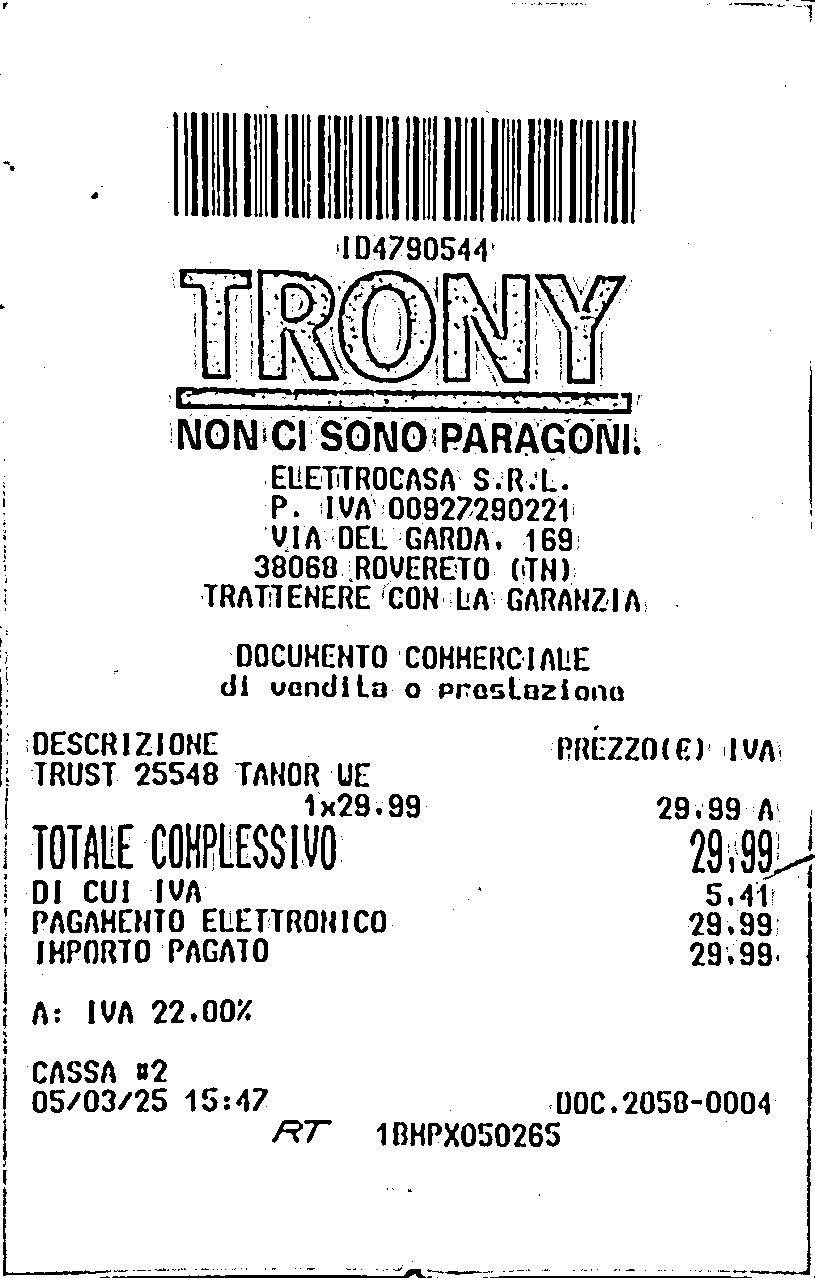 ID4790544
TRONY
NON CI SONO PARAGONI.
ELETTROCASA S.R.L.
P. IVA 00927290221
VIA DEL GARDA, 169
38068 ROVERETO (TN)
TRATTENERE CON LA GARANZIA
DOCUMENTO COMMERCIALE
di vendita o prestazione
DESCRIZIONE PREZZO(€) IVA
TRUST 25548 TANOR UE
1x29.99 29.99 A
TOTALE COMPLESSIVO 29,99
DI CUI IVA 5,41
PAGAMENTO ELETTRONICO 29,99
IMPORTO PAGATO 29,99
A: IVA 22.00%
CASSA #2
05/03/25 15:47 DOC.2058-0004
RT 1BHPX050265